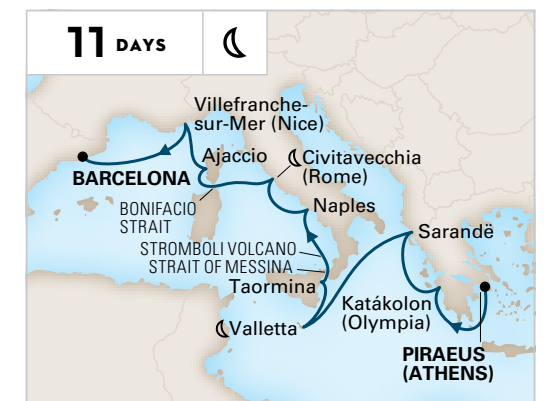 11 DAYS
Villefranche-
sur-Mer (Nice)
Ajaccio
Civitavecchia
(Rome)
BARCELONA
BONIFACIO
STRAIT
Naples
Sarandë
STROMBOLI VOLCANO
STRAIT OF MESSINA
Taormina
Katákolon
(Olympia)
Valletta
PIRAEUS
(ATHENS)